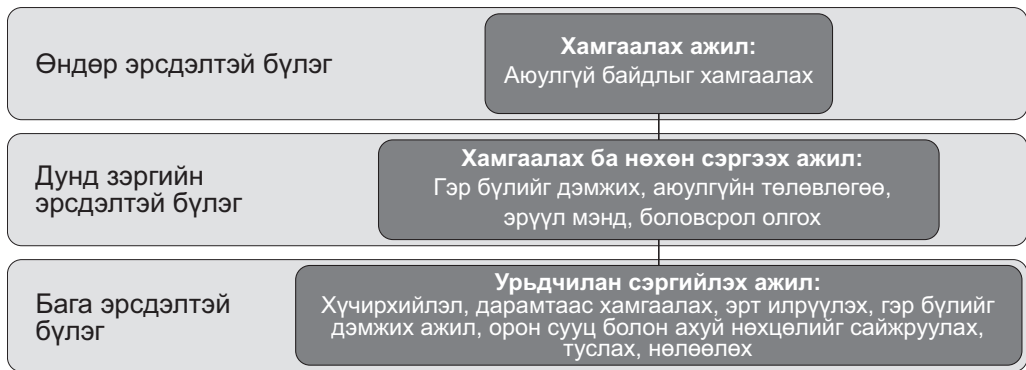 Өндөр эрсдэлтэй бүлэг
Хамгаалах ажил:
Аюулгүй байдлыг хамгаалах
Дунд зэргийн
эрсдэлтэй бүлэг
Хамгаалах ба нөхөн сэргээх ажил:
Гэр бүлийг дэмжих, аюулгүйн төлөвлөгөө,
эрүүл мэнд, боловсрол олгох
Бага эрсдэлтэй
бүлэг
Урьдчилан сэргийлэх ажил:
Хүчирхийлэл, дарамтаас хамгаалах, эрт илрүүлэх, гэр бүлийг
дэмжих ажил, орон сууц болон ахуй нөхцөлийг сайжруулах,
туслах, нөлөөлөх